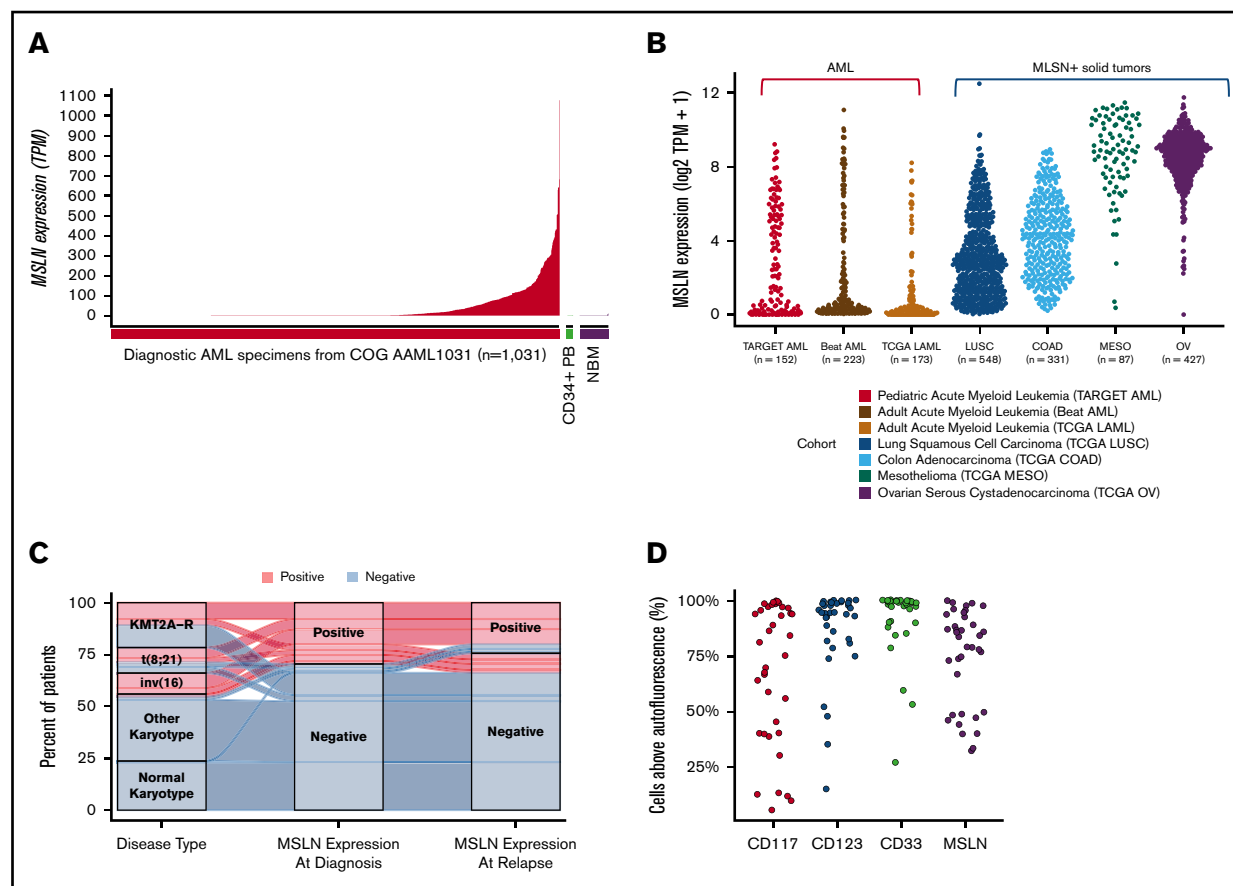 A
MSLN expression (TPM)
1100
1000
900
800
700
600
500
400
300
200
100
0
Diagnostic AML specimens from COG AAML1031 (n=1,031)
CD34+ PB
NBM
B
AML
MLSN+ solid tumors
MSLN expression (log2 TPM + 1)
12
8
4
0
TARGET AML
(n = 152)
Beat AML
(n = 223)
TCGA LAML
(n = 173)
LUSC
(n = 548)
COAD
(n = 331)
MESO
(n = 87)
OV
(n = 427)
Cohort
Pediatric Acute Myeloid Leukemia (TARGET AML)
Adult Acute Myeloid Leukemia (Beat AML)
Adult Acute Myeloid Leukemia (TCGA LAML)
Lung Squamous Cell Carcinoma (TCGA LUSC)
Colon Adenocarcinoma (TCGA COAD)
Mesothelioma (TCGA MESO)
Ovarian Serous Cystadenocarcinoma (TCGA OV)
C
Positive
Negative
Percent of patients
100
75
50
25
0
KMT2A–R
t(8;21)
inv(16)
Other
Karyotype
Normal
Karyotype
Positive
Negative
Positive
Negative
Disease Type
MSLN Expression
At Diagnosis
MSLN Expression
At Relapse
D
Cells above autofluorescence (%)
100%
75%
50%
25%
CD117
CD123
CD33
MSLN